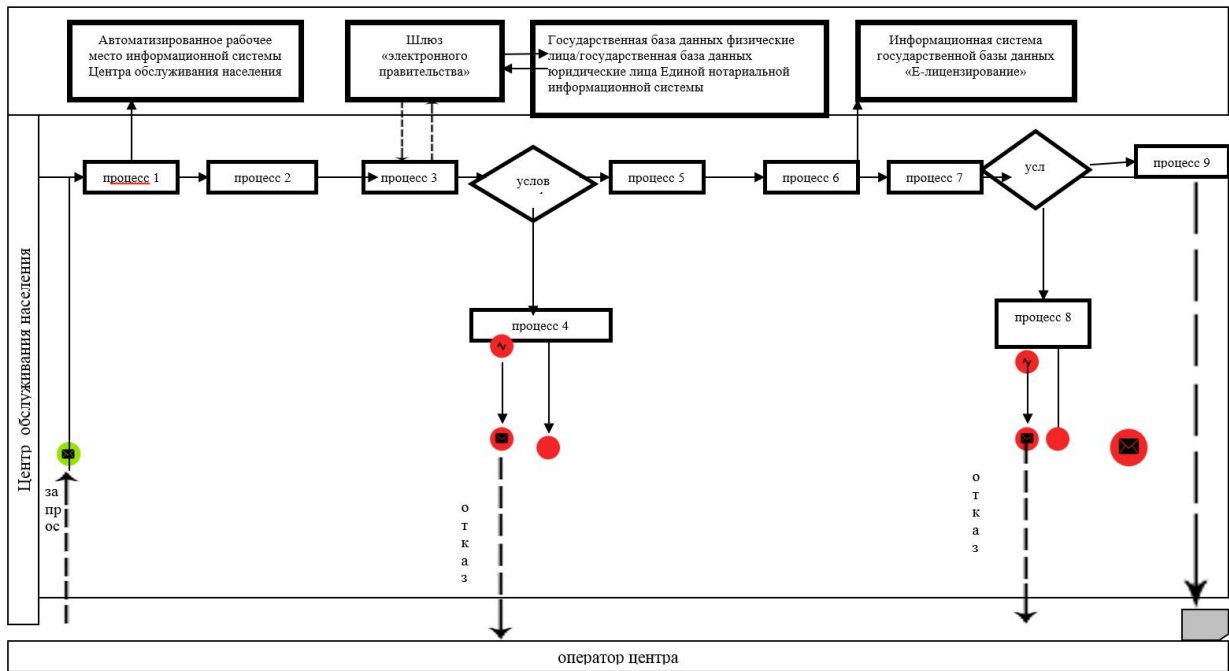 Автоматизированное рабочее
место информационной системы
Центра обслуживания населения
Шлюз
«электронного
правительства»
Государственная база данных физические
лица/государственная база данных
юридические лица Единой нотариальной
информационной системы
Информационная система
государственной базы данных
«Е-лицензирование»
Центр обслуживания населения
процесс 1
процесс 2
процесс 3
услов
процесс 5
процесс 6
процесс 7
усл
процесс 9
процесс 4
процесс 8
за
прос
о
т
к
а
з
о
т
к
а
з
оператор центра